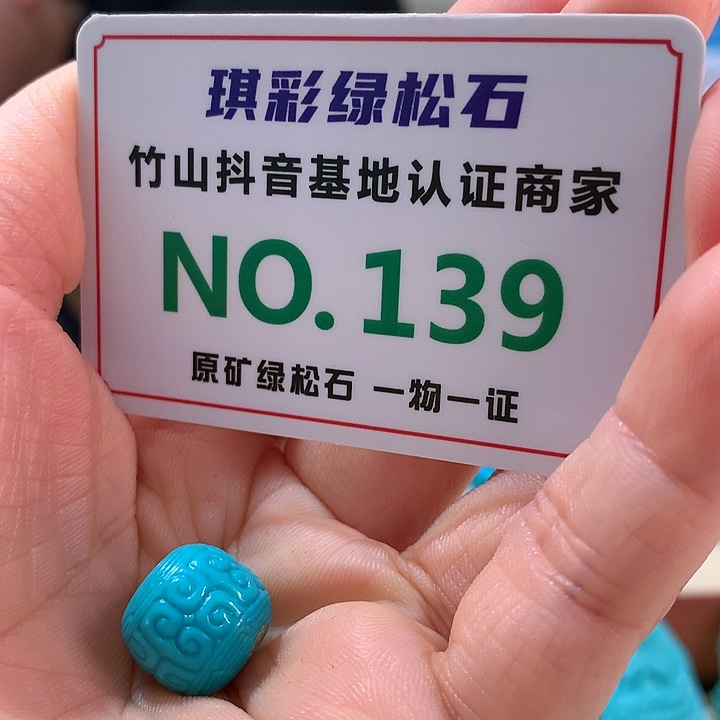 琪彩绿松石
竹山抖音基地认证商家
NO.139
原矿绿松石 一物一证